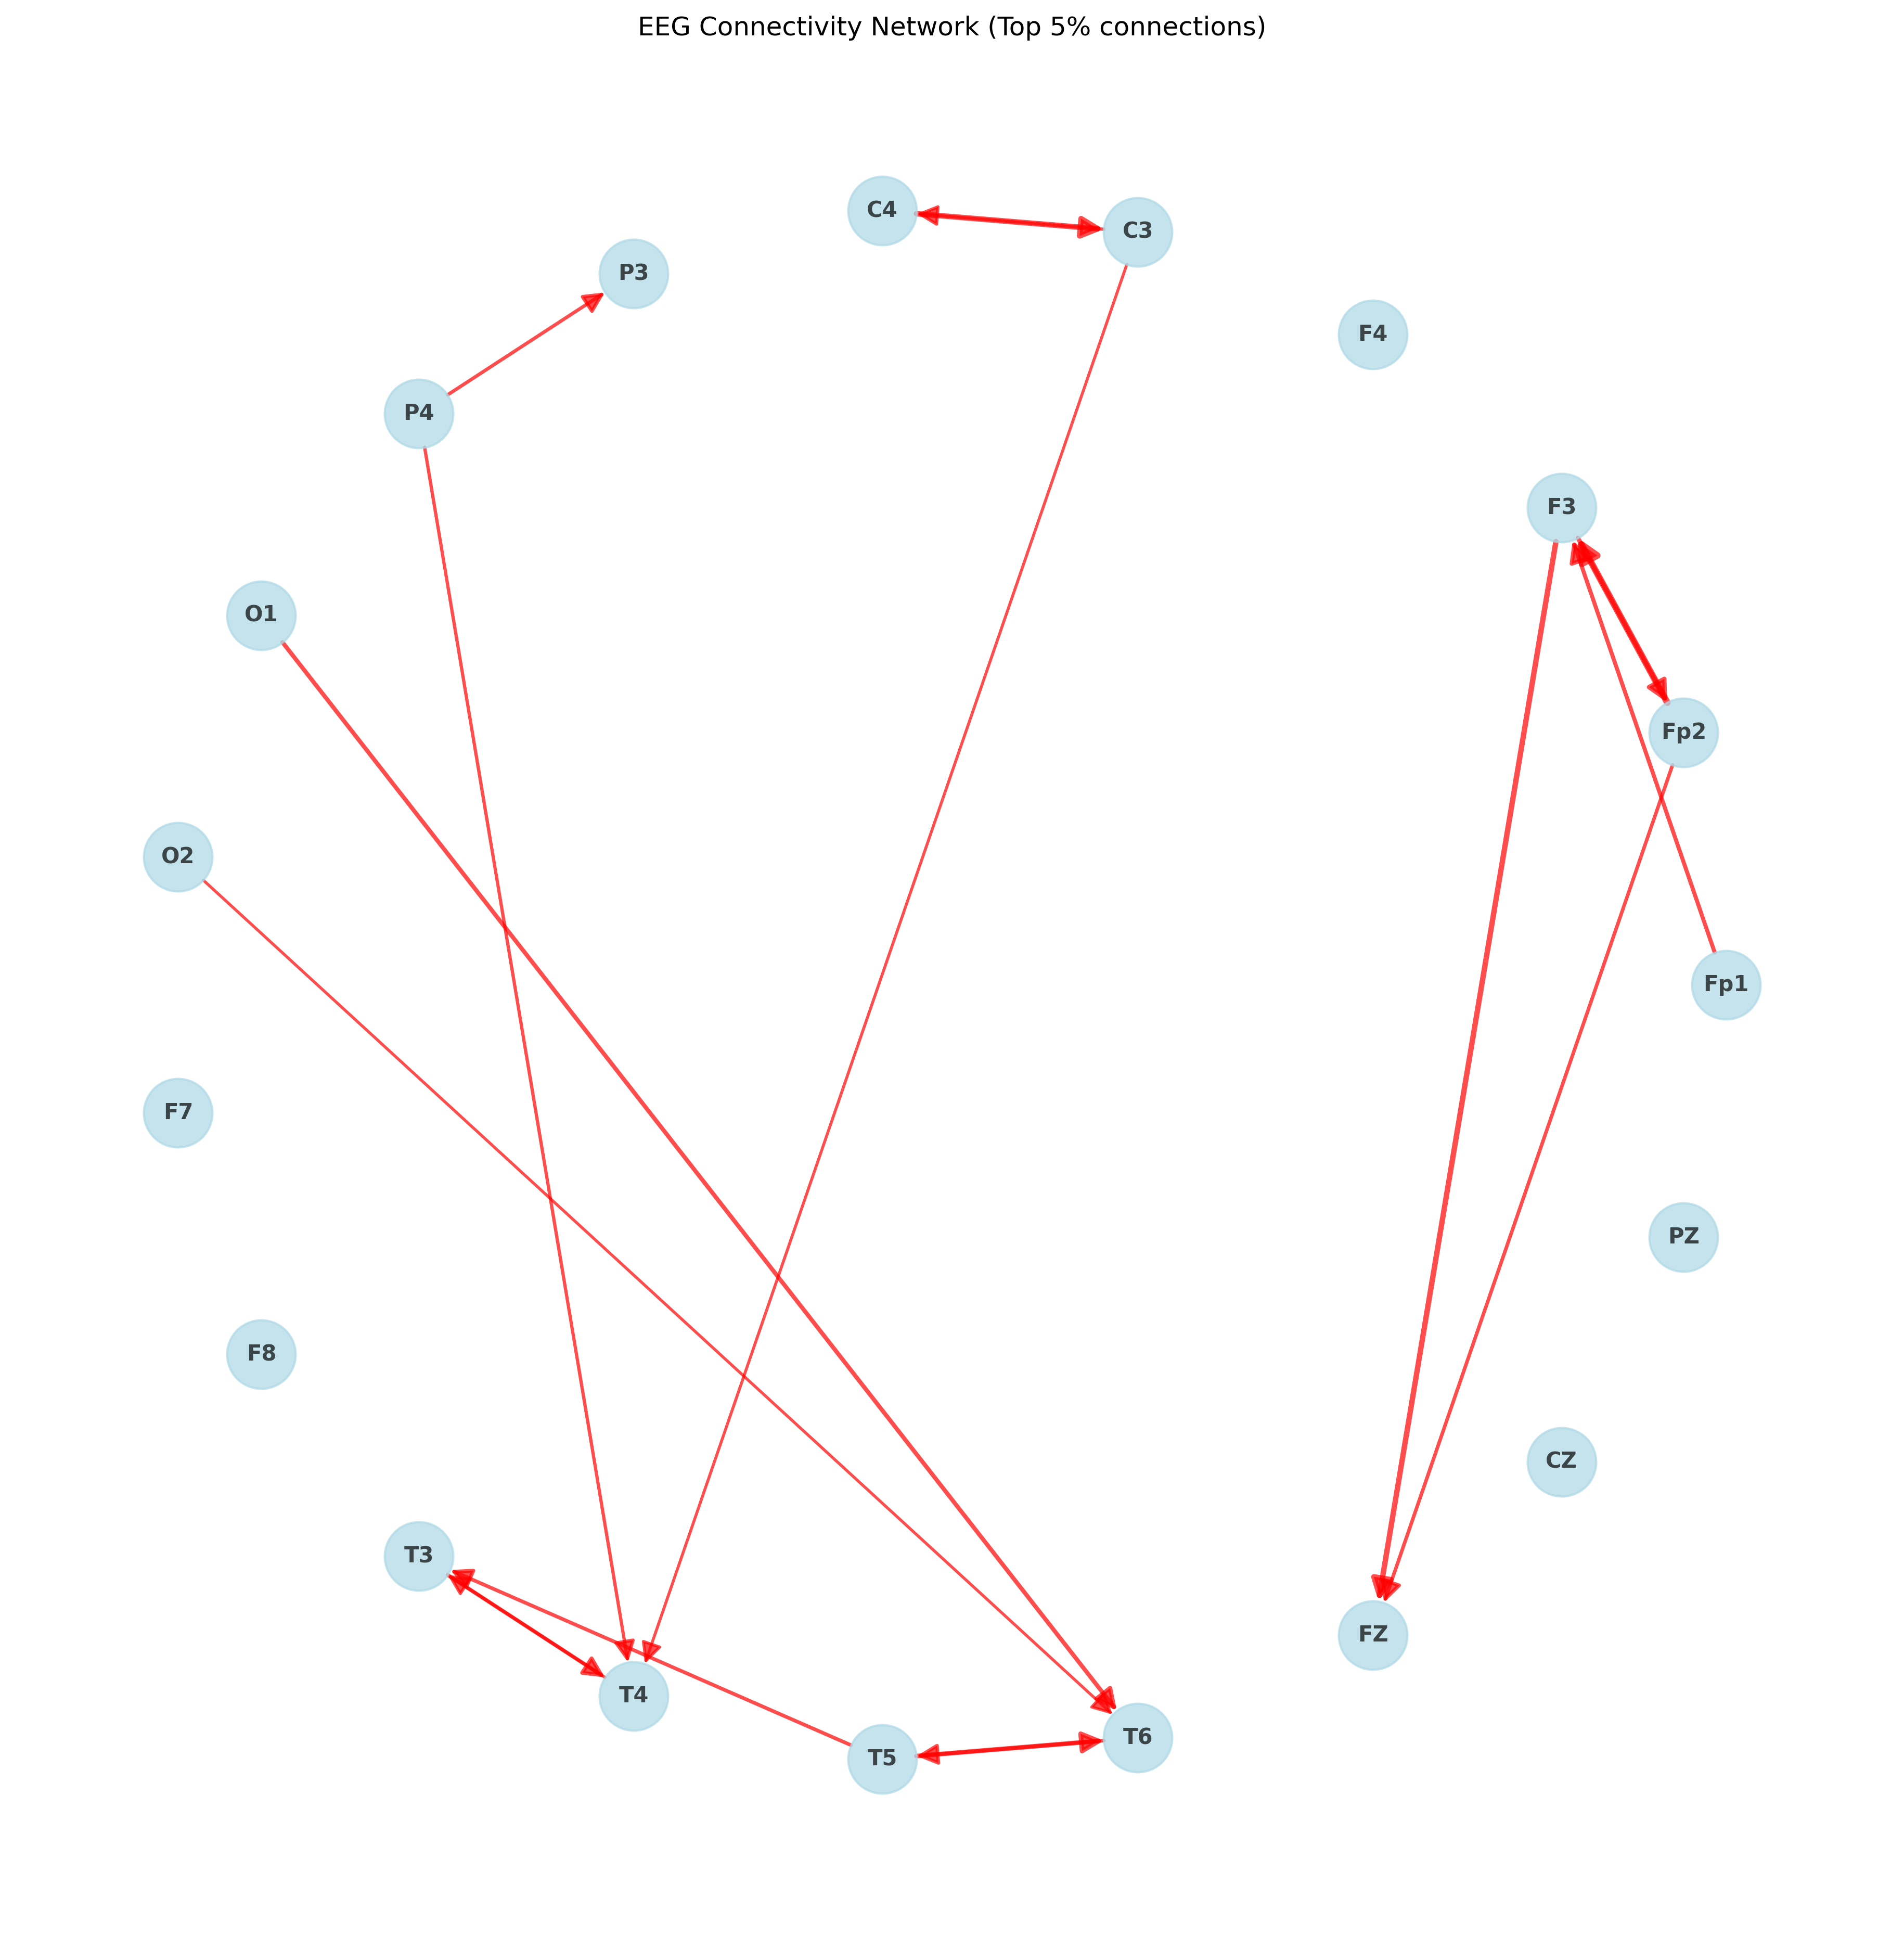 EEG Connectivity Network (Top 5% connections)
C4
C3
P3
F4
P4
F3
O1
Fp2
O2
Fp1
F7
PZ
F8
CZ
T3
FZ
T4
T6
T5